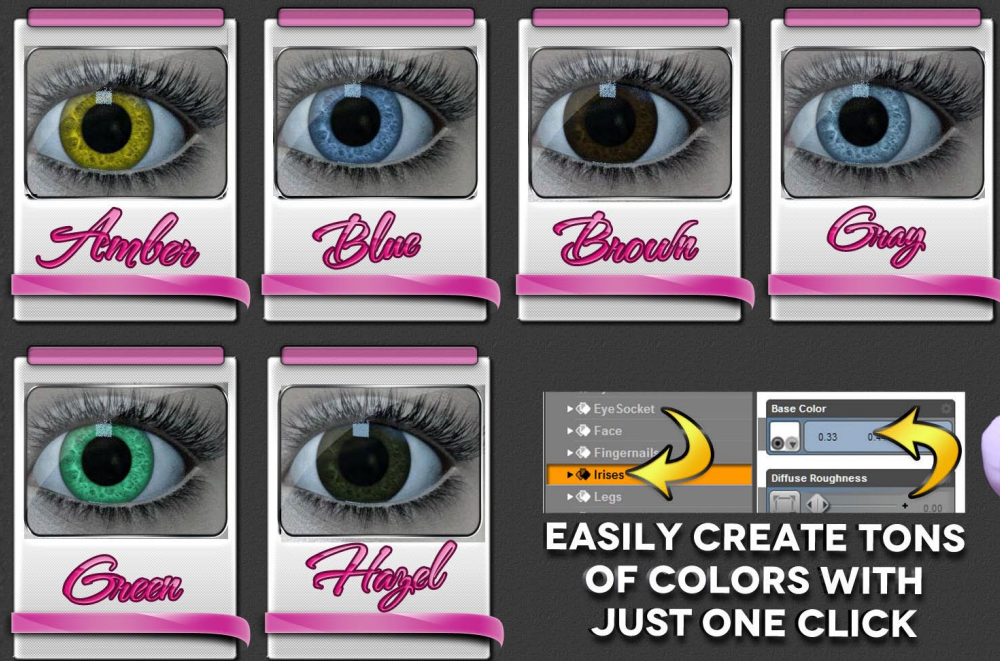 Amber
Blue
Brown
Gray
Green
Hazel
EyeSocket
Face
Fingernails
Irises
Legs
Base Color
0.33
Diffuse Roughness
0.00
EASILY CREATE TONS
OF COLORS WITH
JUST ONE CLICK